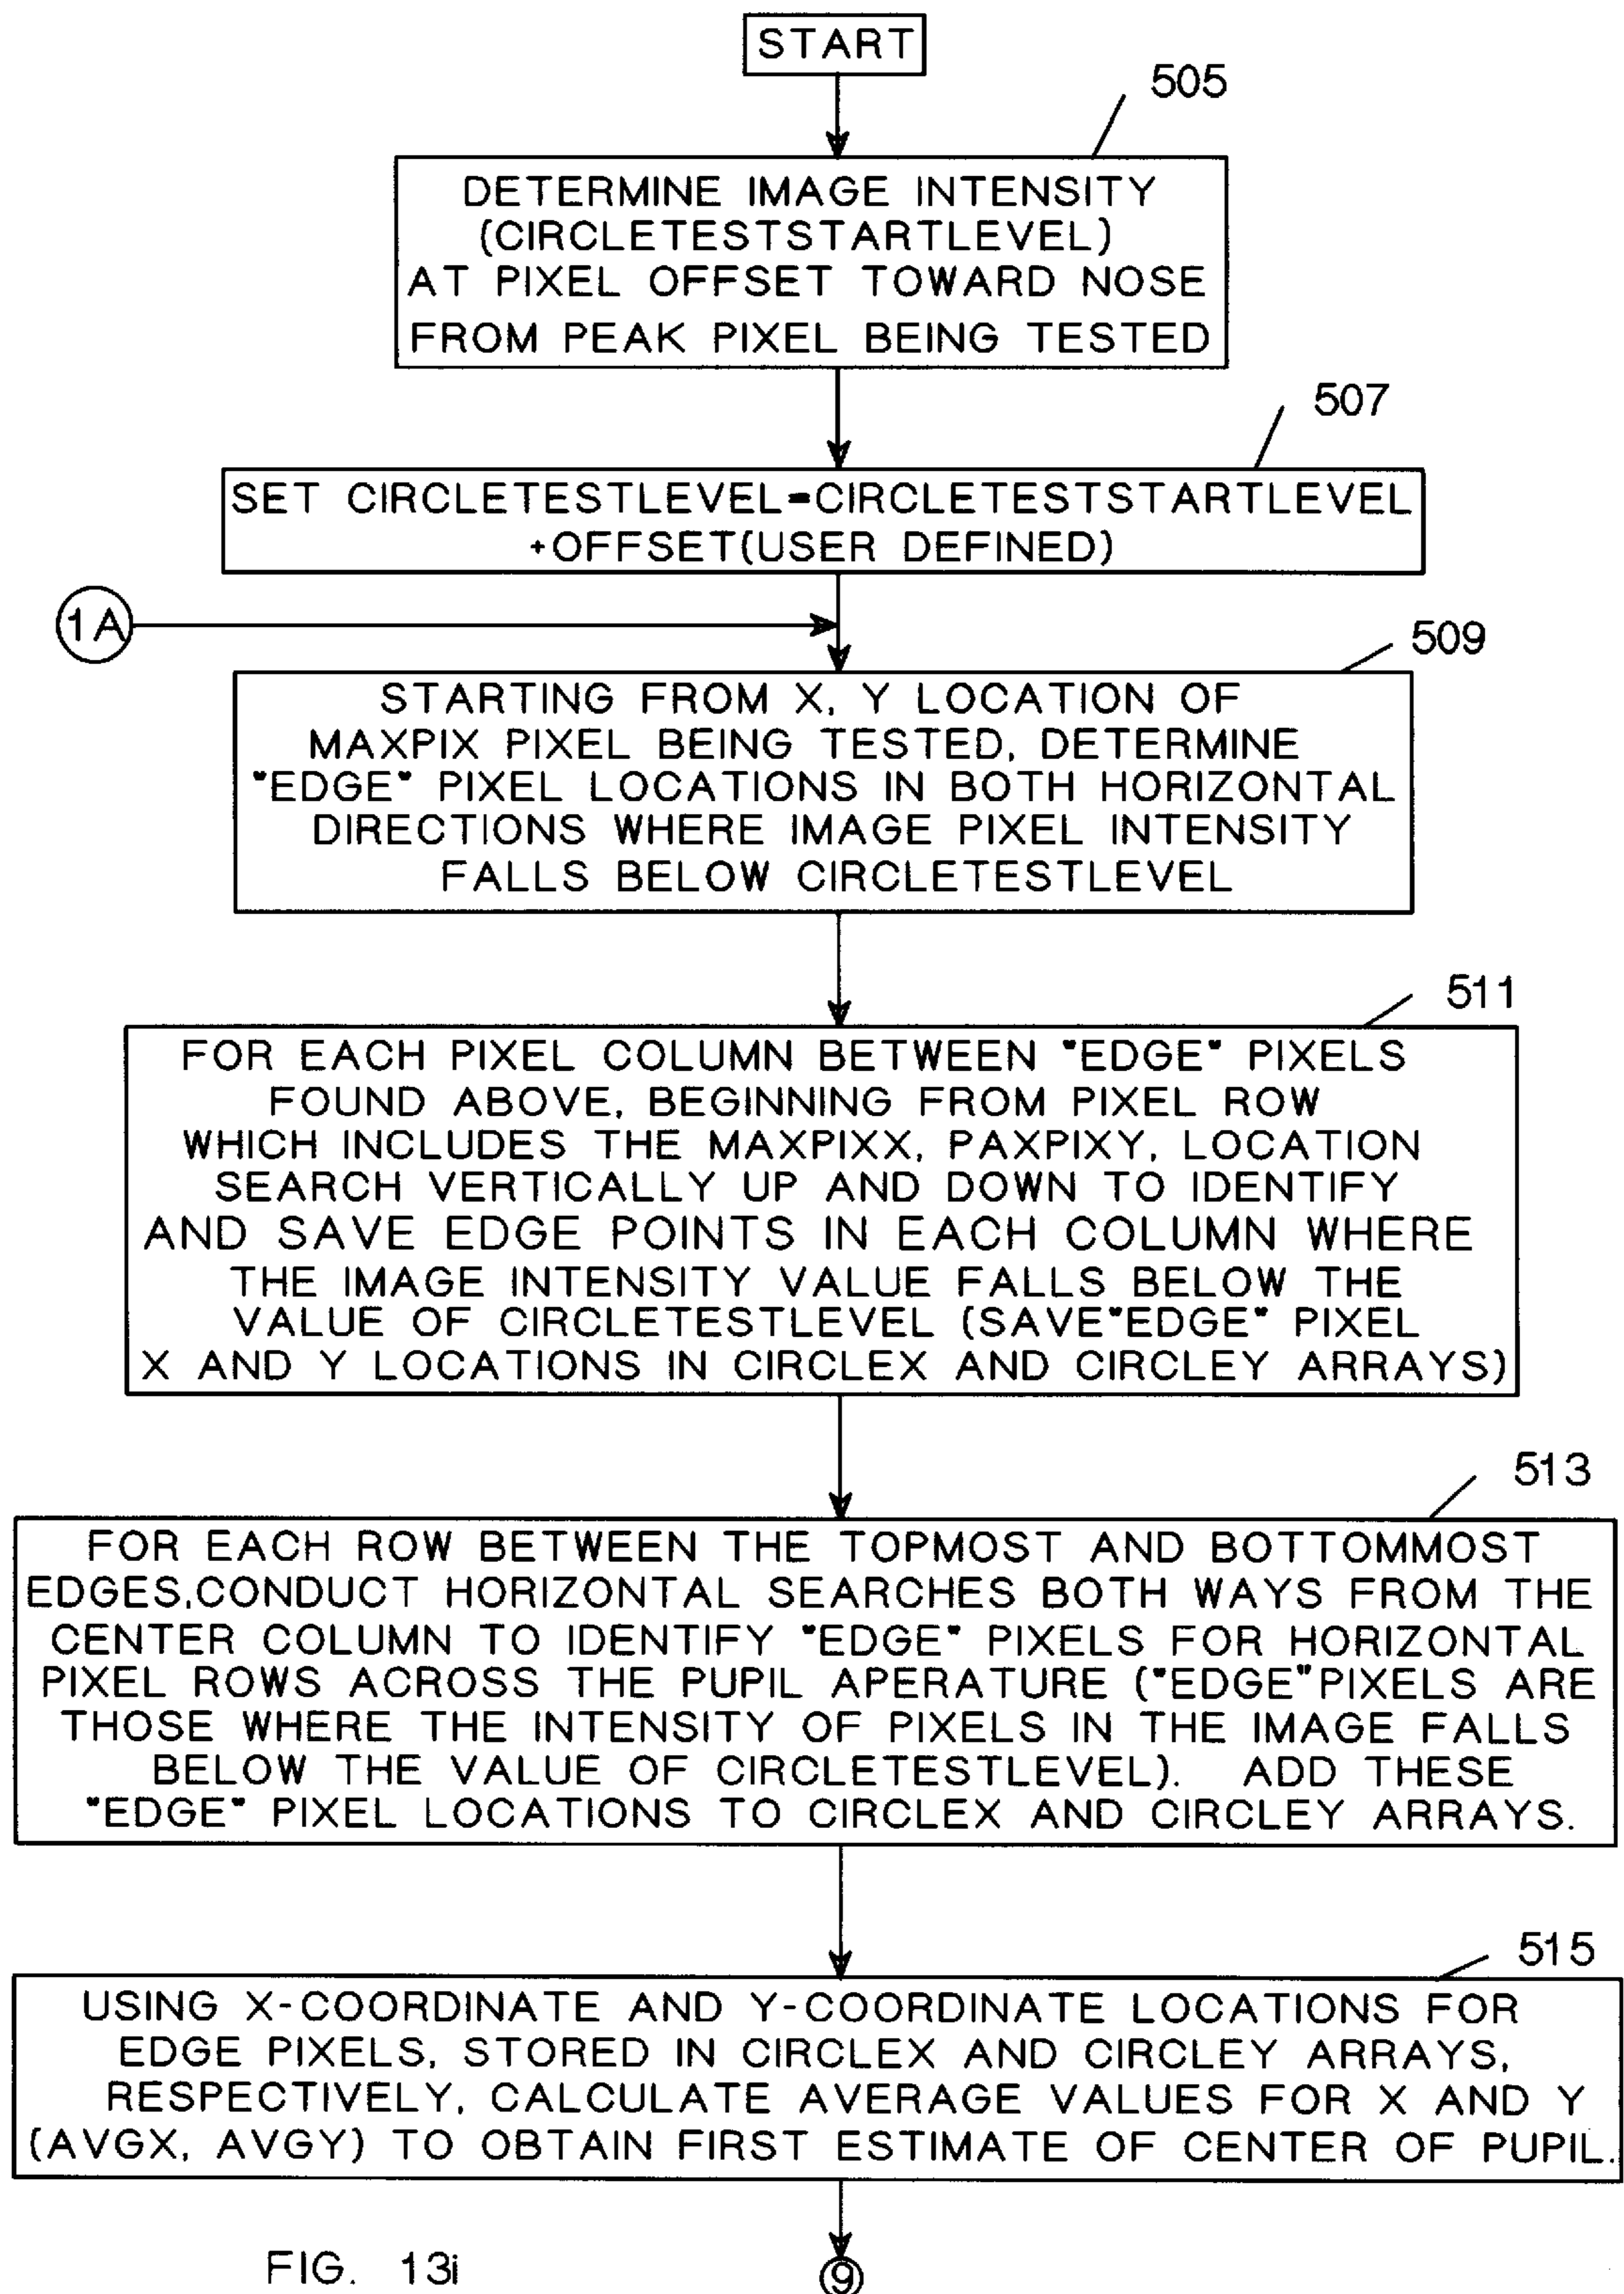 START
505
DETERMINE IMAGE INTENSITY
(CIRCLETESTSTARTLEVEL)
AT PIXEL OFFSET TOWARD NOSE
FROM PEAK PIXEL BEING TESTED
507
SET CIRCLETESTLEVEL=CIRCLETESTSTARTLEVEL
+OFFSET(USER DEFINED)
1A
509
STARTING FROM X, Y LOCATION OF
MAXPIX PIXEL BEING TESTED, DETERMINE
"EDGE" PIXEL LOCATIONS IN BOTH HORIZONTAL
DIRECTIONS WHERE IMAGE PIXEL INTENSITY
FALLS BELOW CIRCLETESTLEVEL
511
FOR EACH PIXEL COLUMN BETWEEN "EDGE" PIXELS
FOUND ABOVE, BEGINNING FROM PIXEL ROW
WHICH INCLUDES THE MAXPIXX, PAXPIXY, LOCATION
SEARCH VERTICALLY UP AND DOWN TO IDENTIFY
AND SAVE EDGE POINTS IN EACH COLUMN WHERE
THE IMAGE INTENSITY VALUE FALLS BELOW THE
VALUE OF CIRCLETESTLEVEL (SAVE"EDGE" PIXEL
X AND Y LOCATIONS IN CIRCLEX AND CIRCLEY ARRAYS)
513
FOR EACH ROW BETWEEN THE TOPMOST AND BOTTOMMOST
EDGES,CONDUCT HORIZONTAL SEARCHES BOTH WAYS FROM THE
CENTER COLUMN TO IDENTIFY "EDGE" PIXELS FOR HORIZONTAL
PIXEL ROWS ACROSS THE PUPIL APERATURE ("EDGE"PIXELS ARE
THOSE WHERE THE INTENSITY OF PIXELS IN THE IMAGE FALLS
BELOW THE VALUE OF CIRCLETESTLEVEL). ADD THESE
"EDGE" PIXEL LOCATIONS TO CIRCLEX AND CIRCLEY ARRAYS.
515
USING X-COORDINATE AND Y-COORDINATE LOCATIONS FOR
EDGE PIXELS, STORED IN CIRCLEX AND CIRCLEY ARRAYS,
RESPECTIVELY, CALCULATE AVERAGE VALUES FOR X AND Y
(AVGX, AVGY) TO OBTAIN FIRST ESTIMATE OF CENTER OF PUPIL.
FIG. 13i
9